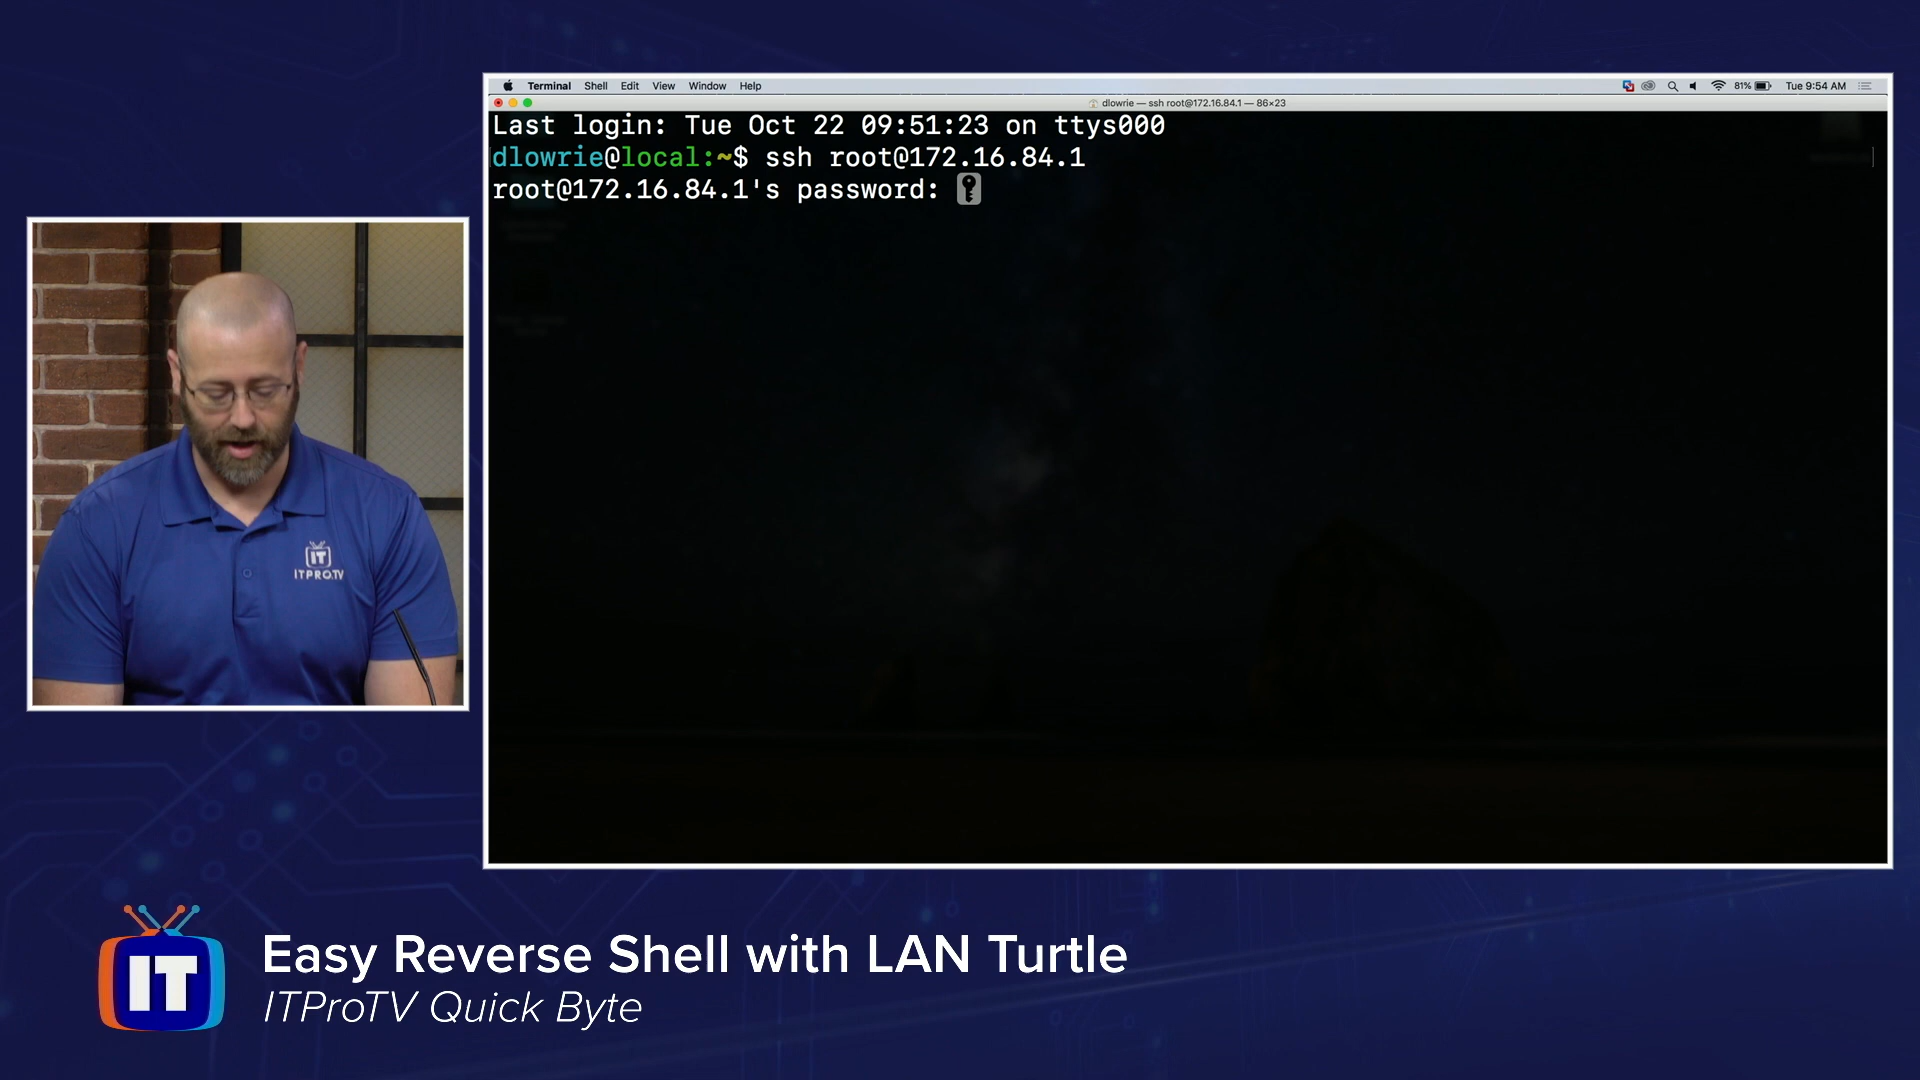 Terminal Shell Edit View Window Help
81% Tue 9:54 AM
dlowrie — ssh root@172.16.84.1 — 86×23
Last login: Tue Oct 22 09:51:23 on ttys000
dlowrie@local:~$ ssh root@172.16.84.1
root@172.16.84.1's password:
IT
ITPRO.TV
IT
Easy Reverse Shell with LAN Turtle
ITProTV Quick Byte